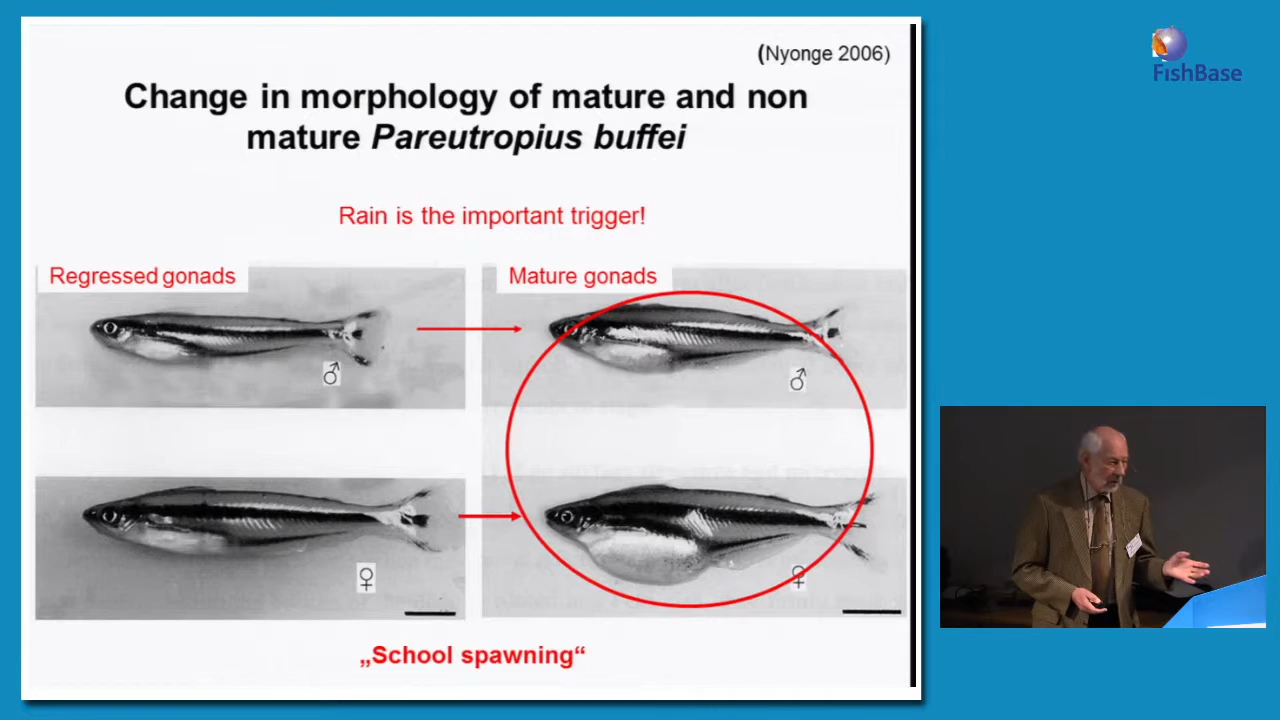 (Nyonge 2006)
FishBase
Change in morphology of mature and non
mature Pareutropius buffei
Rain is the important trigger!
Regressed gonads
Mature gonads
♂
♂
♀
♀
„School spawning“